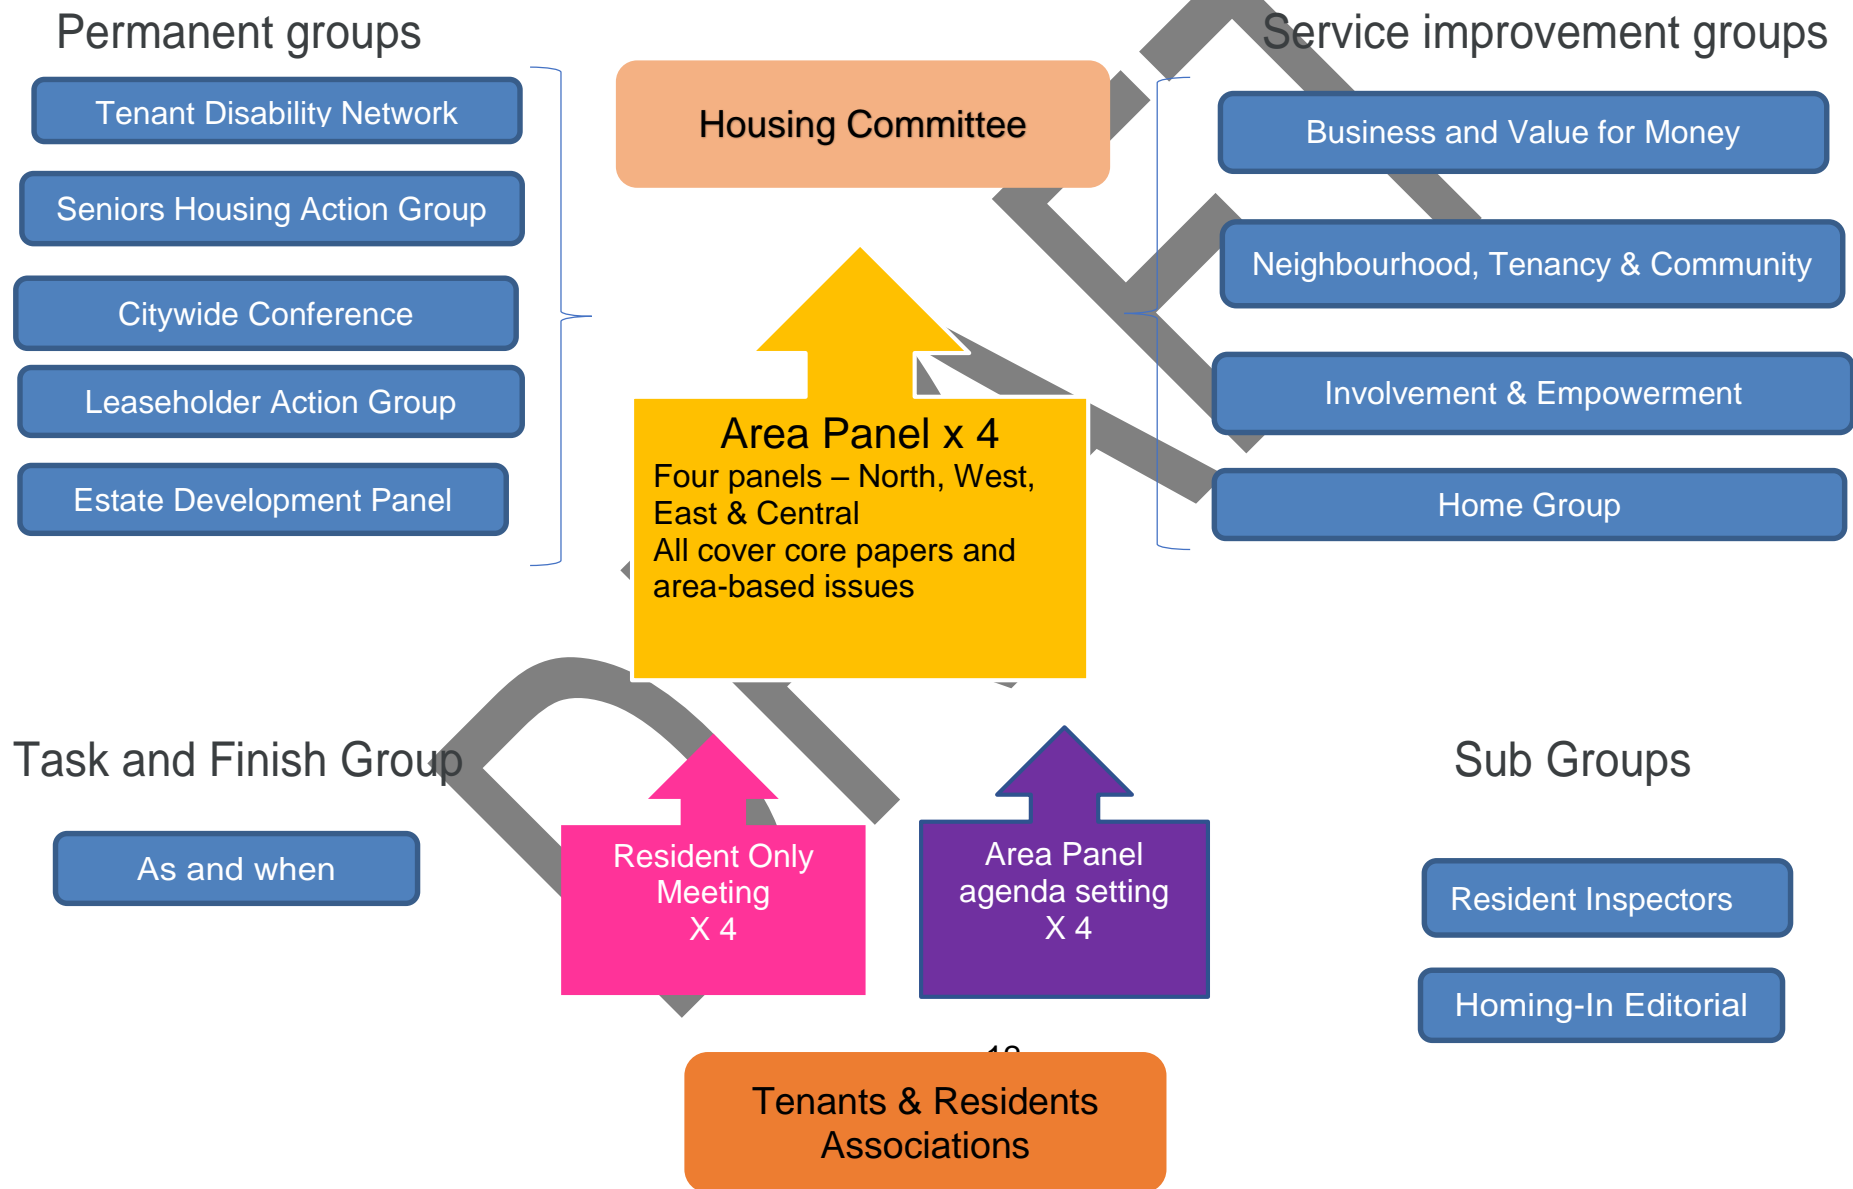 Permanent groups
Tenant Disability Network
Seniors Housing Action Group
Citywide Conference
Leaseholder Action Group
Estate Development Panel
Housing Committee
Service improvement groups
Business and Value for Money
Neighbourhood, Tenancy & Community
Involvement & Empowerment
Home Group
Area Panel x 4
Four panels – North, West,
East & Central
All cover core papers and
area-based issues
Task and Finish Group
As and when
Resident Only
Meeting
X 4
Area Panel
agenda setting
X 4
Sub Groups
Resident Inspectors
Homing-In Editorial
Tenants & Residents
Associations